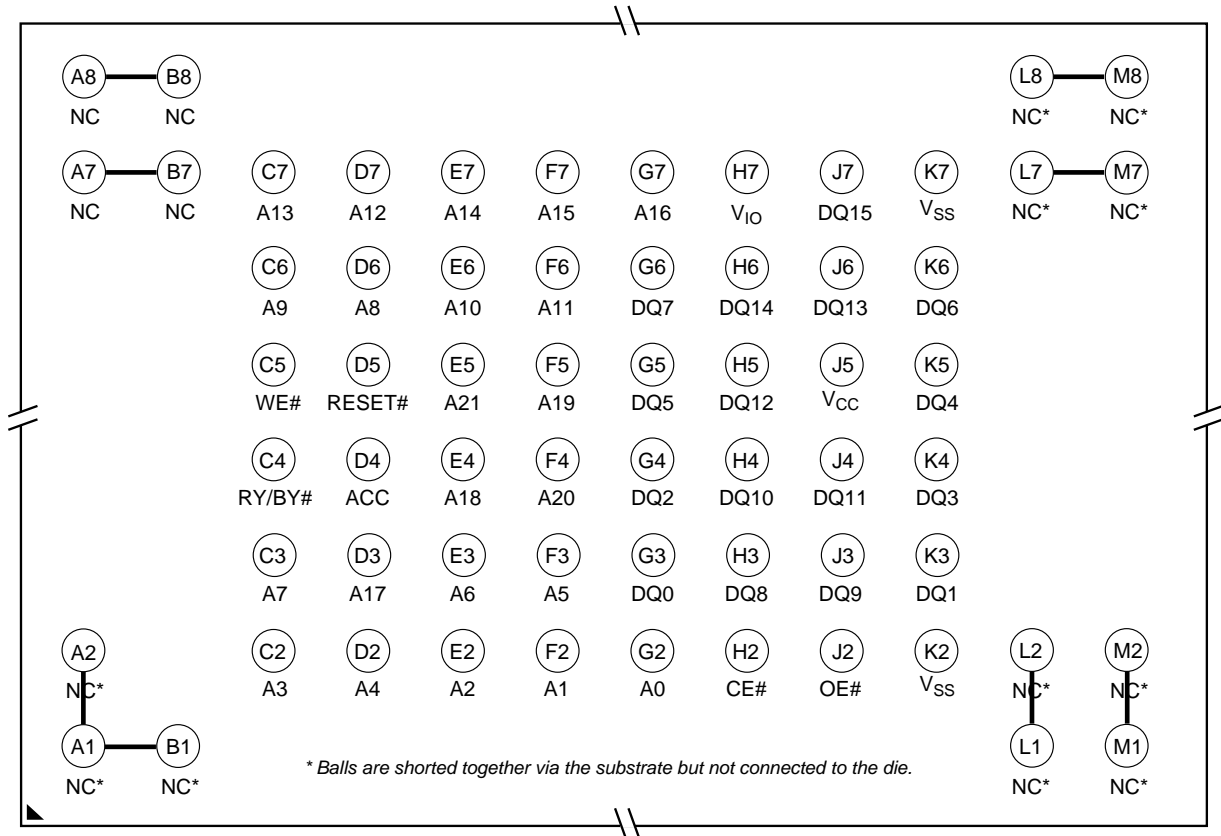 A8 B8 L8 M8
NC NC NC* NC*
A7 B7 C7 D7 E7 F7 G7 H7 J7 K7 L7 M7
NC NC A13 A12 A14 A15 A16 VIO DQ15 VSS NC* NC*
C6 D6 E6 F6 G6 H6 J6 K6
A9 A8 A10 A11 DQ7 DQ14 DQ13 DQ6
C5 D5 E5 F5 G5 H5 J5 K5
WE# RESET# A21 A19 DQ5 DQ12 VCC DQ4
C4 D4 E4 F4 G4 H4 J4 K4
RY/BY# ACC A18 A20 DQ2 DQ10 DQ11 DQ3
C3 D3 E3 F3 G3 H3 J3 K3
A7 A17 A6 A5 DQ0 DQ8 DQ9 DQ1
A2 C2 D2 E2 F2 G2 H2 J2 K2 L2 M2
NC* A3 A4 A2 A1 A0 CE# OE# VSS NC* NC*
A1 B1 L1 M1
NC* NC* NC* NC*
* Balls are shorted together via the substrate but not connected to the die.